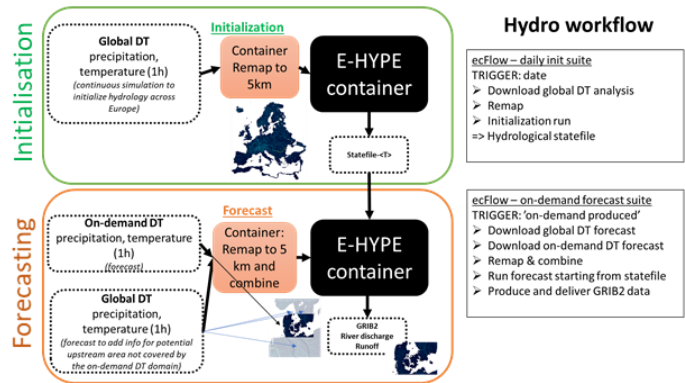 Hydro workflow
Initialisation
Global DT
precipitation,
temperature (1h)
(continuous simulation to
initialize hydrology across
Europe)
Initialization
Container
Remap to
5km
E-HYPE
container
Statefile-<T>
ecFlow – daily init suite
TRIGGER: date
➢ Download global DT analysis
➢ Remap
➢ Initialization run
=> Hydrological statefile
Forecasting
On-demand DT
precipitation, temperature
(1h)
(forecast)
Global DT
precipitation,
temperature (1h)
(forecast to add info for potential
upstream area not covered by
the on-demand DT domain)
Forecast
Container:
Remap to 5
km and
combine
E-HYPE
container
GRIB2
River discharge
Runoff
ecFlow – on-demand forecast suite
TRIGGER: 'on-demand produced'
➢ Download global DT forecast
➢ Download on-demand DT forecast
➢ Remap & combine
➢ Run forecast starting from statefile
➢ Produce and deliver GRIB2 data